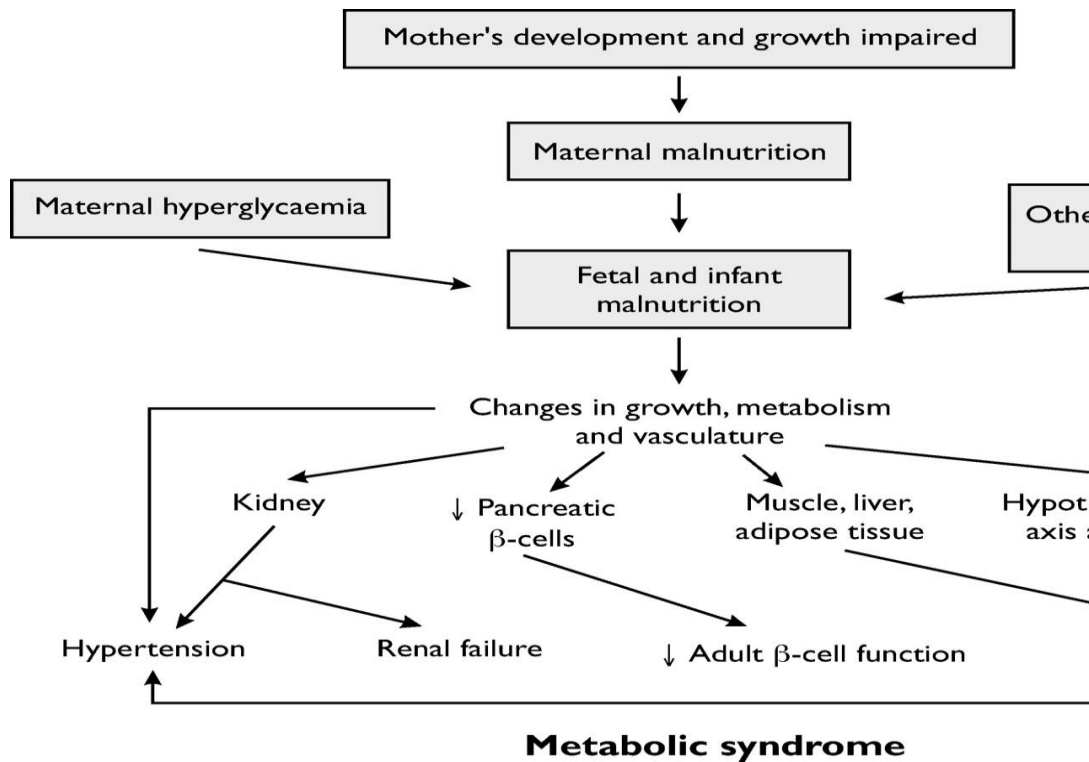 Mother's development and growth impaired
Maternal malnutrition
Maternal hyperglycaemia
Fetal and infant
malnutrition
Changes in growth, metabolism
and vasculature
Kidney
↓ Pancreatic
β-cells
Muscle, liver,
adipose tissue
axis
Hypertension
Renal failure
↓ Adult β-cell function
Metabolic syndrome